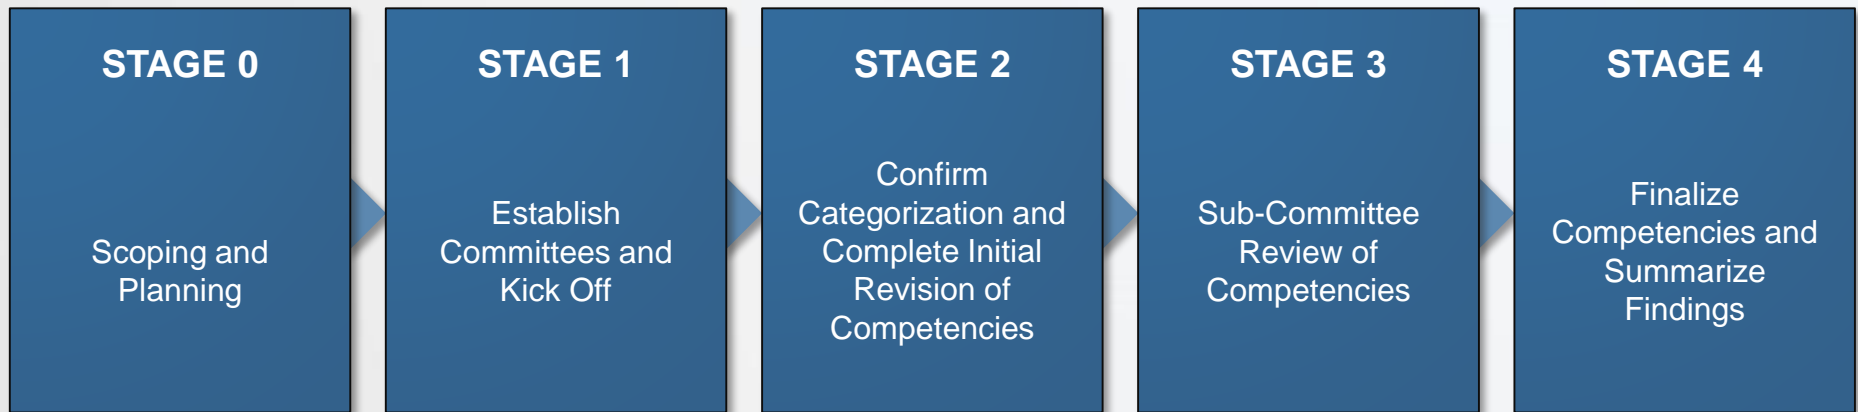 STAGE 0
Scoping and
Planning
STAGE 1
Establish
Committees and
Kick Off
STAGE 2
Confirm
Categorization and
Complete Initial
Revision of
Competencies
STAGE 3
Sub-Committee
Review of
Competencies
STAGE 4
Finalize
Competencies and
Summarize
Findings